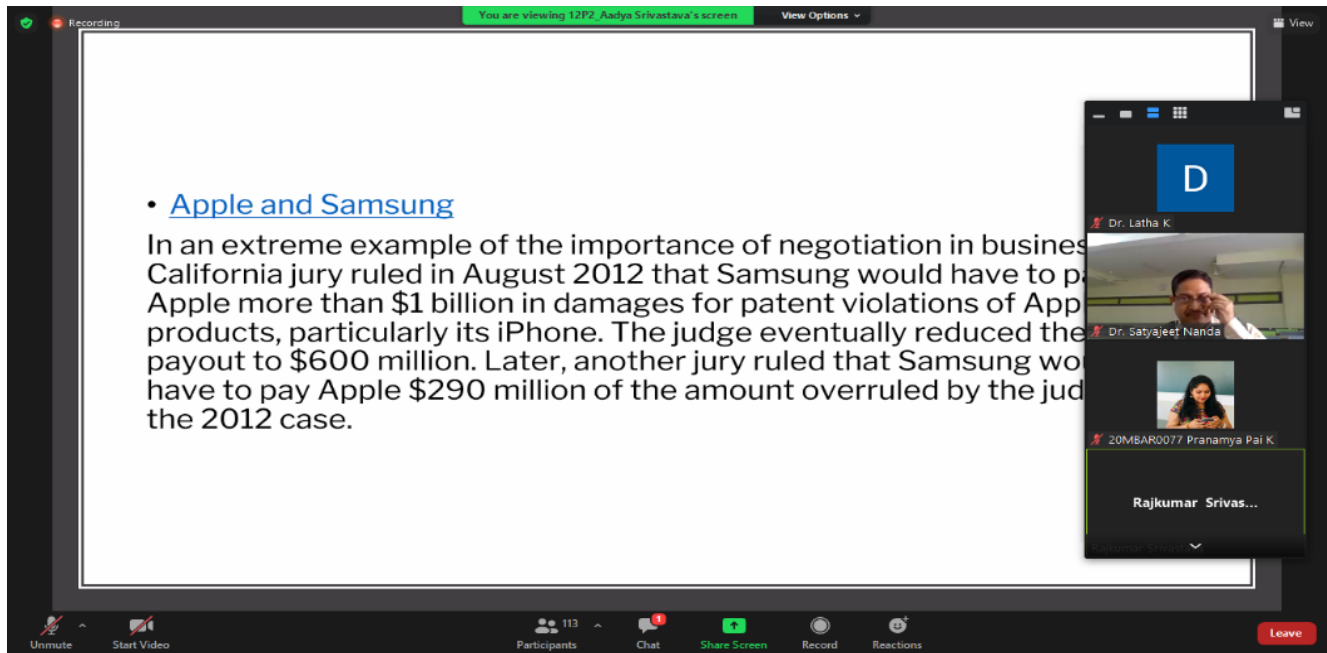 Recording
You are viewing 12P2_Aadya Srivastava's screen
View Options
View
• Apple and Samsung
In an extreme example of the importance of negotiation in busines
California jury ruled in August 2012 that Samsung would have to pa
Apple more than $1 billion in damages for patent violations of App
products, particularly its iPhone. The judge eventually reduced the
payout to $600 million. Later, another jury ruled that Samsung wo
have to pay Apple $290 million of the amount overruled by the jud
the 2012 case.
D
Dr. Latha K
Dr. Satyajeet Nanda
20MBAR0077 Pranamya Pai K
Rajkumar Srivas...
Rajkumar Srivasta
Unmute
Start Video
113
Participants
1
Chat
Share Screen
Record
Reactions
Leave